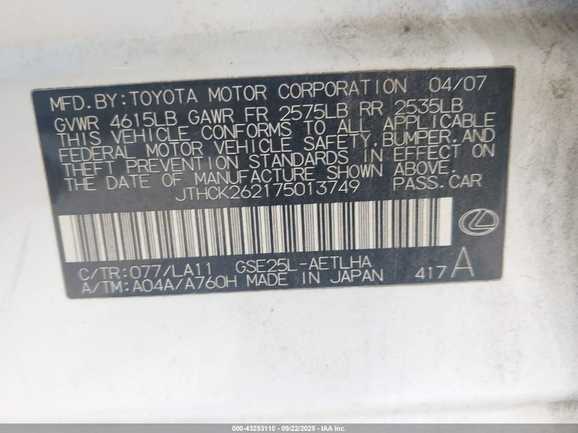 MFD.BY:TOYOTA MOTOR CORPORATION 04/07
GVWR 4615LB GAWR FR 2575LB RR 2535LB
THIS VEHICLE CONFORMS TO ALL APPLICABLE
FEDERAL MOTOR VEHICLE SAFETY, BUMPER, AND
THEFT PREVENTION STANDARDS IN EFFECT ON
THE DATE OF MANUFACTURE SHOWN ABOVE.
JTHCK262175013749 PASS.CAR
C/TR:077/LA11 GSE25L-AETLHA
A/TM:A04A/A760H MADE IN JAPAN 417 A
000-43253110 - 09/22/2025 - IAA Inc.